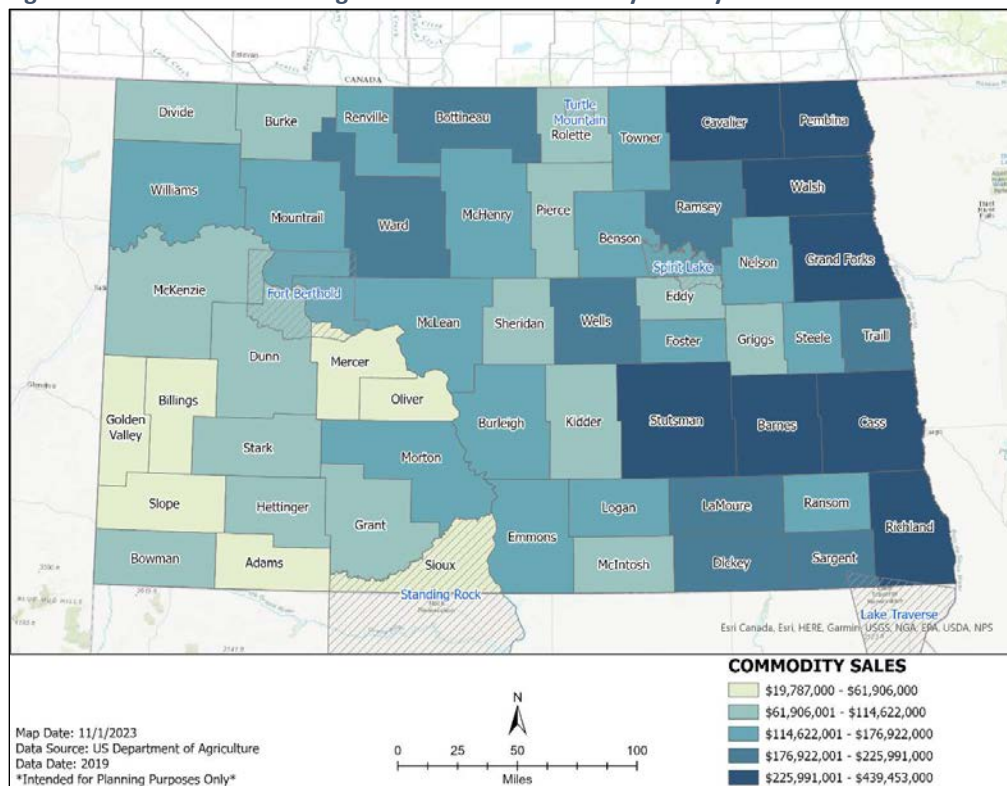 Estevan
CANADA
Divide
Burke
Renville
Bottineau
Turtle
Mountain
Rolette
Towner
Cavalier
Pembina
Williams
Mountrail
Ward
McHenry
Pierce
Benson
Ramsey
Walsh
Spirit Lake
Nelson
Grand Forks
McKenzie
Fort Berthold
McLean
Sheridan
Wells
Eddy
Foster
Griggs
Steele
Traill
Dunn
Mercer
Oliver
Golden
Valley
Billings
Stark
Morton
Burleigh
Kidder
Stutsman
Barnes
Cass
Slope
Hettinger
Grant
Emmons
Logan
LaMoure
Ransom
Richland
Bowman
Adams
Sioux
McIntosh
Dickey
Sargent
Standing Rock
Lake Traverse
Esri Canada, Esri, HERE, Garmin, USGS, NGA, EPA, USDA, NPS
COMMODITY SALES
$19,787,000 - $61,906,000
$61,906,001 - $114,622,000
$114,622,001 - $176,922,000
$176,922,001 - $225,991,000
$225,991,001 - $439,453,000
N
0 25 50 100
Miles
Map Date: 11/1/2023
Data Source: US Department of Agriculture
Data Date: 2019
*Intended for Planning Purposes Only*